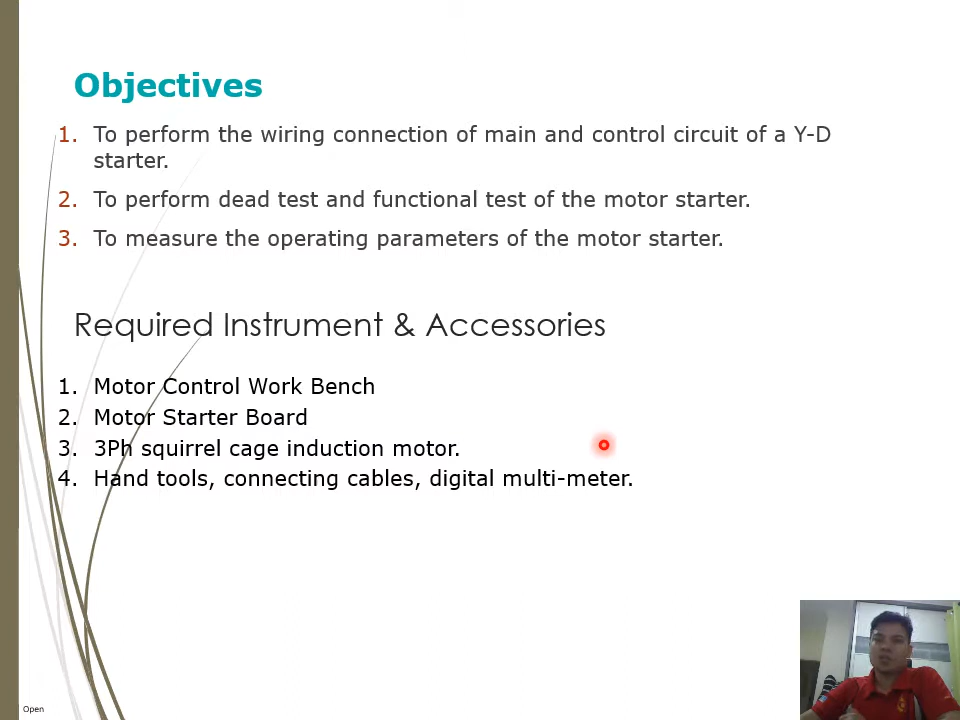 Objectives
1. To perform the wiring connection of main and control circuit of a Y-D
starter.
2. To perform dead test and functional test of the motor starter.
3. To measure the operating parameters of the motor starter.
Required Instrument & Accessories
1. Motor Control Work Bench
2. Motor Starter Board
3. 3Ph squirrel cage induction motor.
4. Hand tools, connecting cables, digital multi-meter.
Open